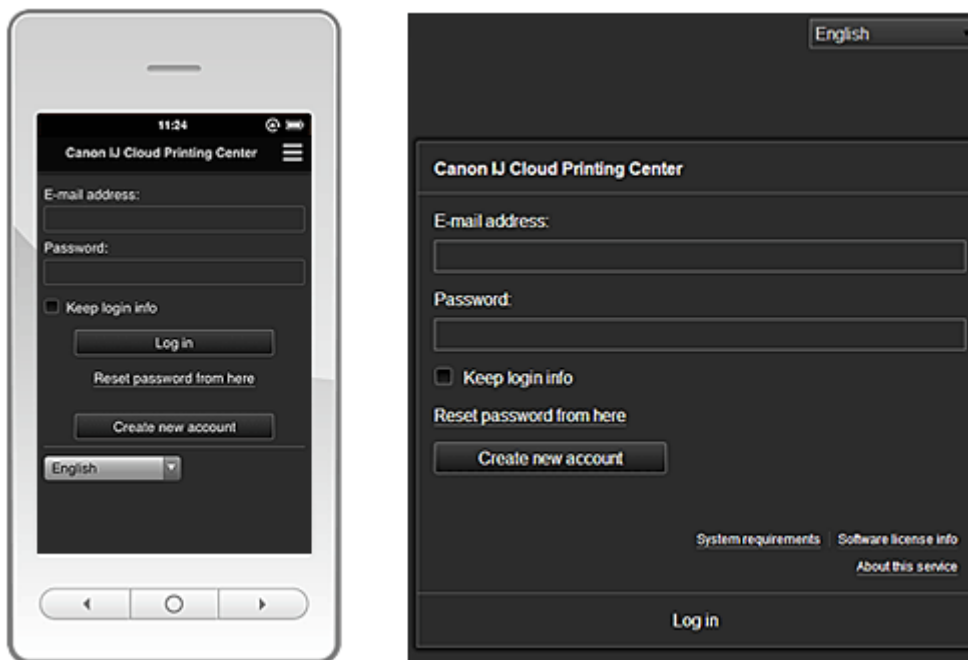 11:24
Canon IJ Cloud Printing Center
E-mail address:
Password:
Keep login info
Log in
Reset password from here
Create new account
English
English
Canon IJ Cloud Printing Center
E-mail address:
Password:
Keep login info
Reset password from here
Create new account
System requirements | Software license info
About this service
Log in